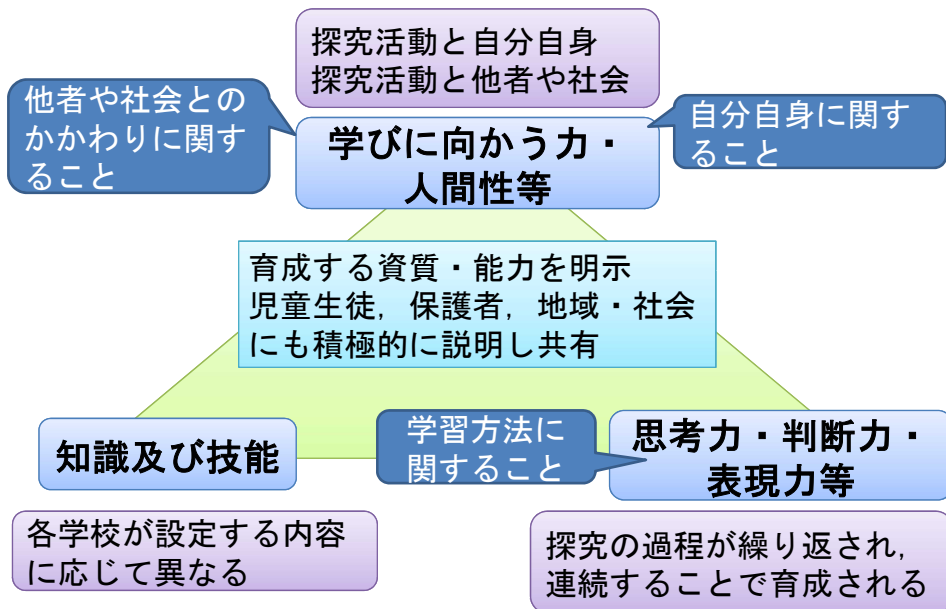 探究活動と自分自身
探究活動と他者や社会
他者や社会との
かかわりに関す
ること
学びに向かう力・
人間性等
自分自身に関す
ること
育成する資質・能力を明示
児童生徒，保護者，地域・社会
にも積極的に説明し共有
知識及び技能
学習方法に
関すること
思考力・判断力・
表現力等
各学校が設定する内容
に応じて異なる
探究の過程が繰り返され，
連続することで育成される